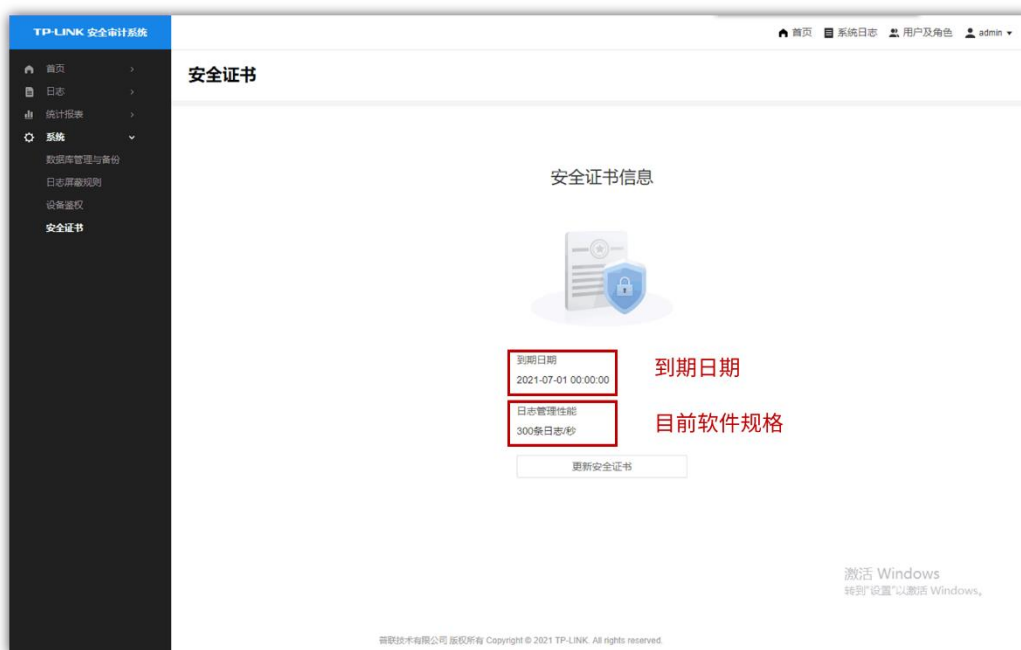 TP-LINK 安全审计系统
首页 系统日志 用户及角色 admin
首页
日志
统计报表
系统
数据库管理与备份
日志屏蔽规则
设备鉴权
安全证书
安全证书
安全证书信息
到期日期
2021-07-01 00:00:00
到期日期
日志管理性能
300条日志/秒
目前软件规格
更新安全证书
激活 Windows
转到"设置"以激活 Windows。
普联技术有限公司 版权所有 Copyright © 2021 TP-LINK. All rights reserved.